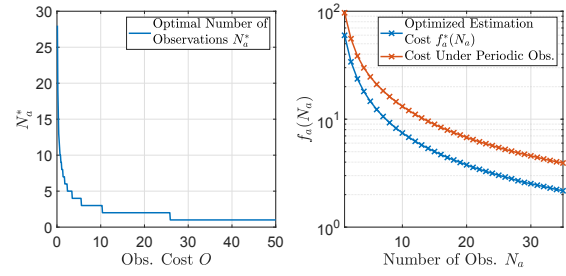 30
25
20
15
10
5
0
0 10 20 30 40 50
N*a
Obs. Cost O
Optimal Number of
Observations N*a
10^2
10^1
10^0
10 20 30
fa(Na)
Number of Obs. Na
Optimized Estimation
Cost f*a(Na)
Cost Under Periodic Obs.